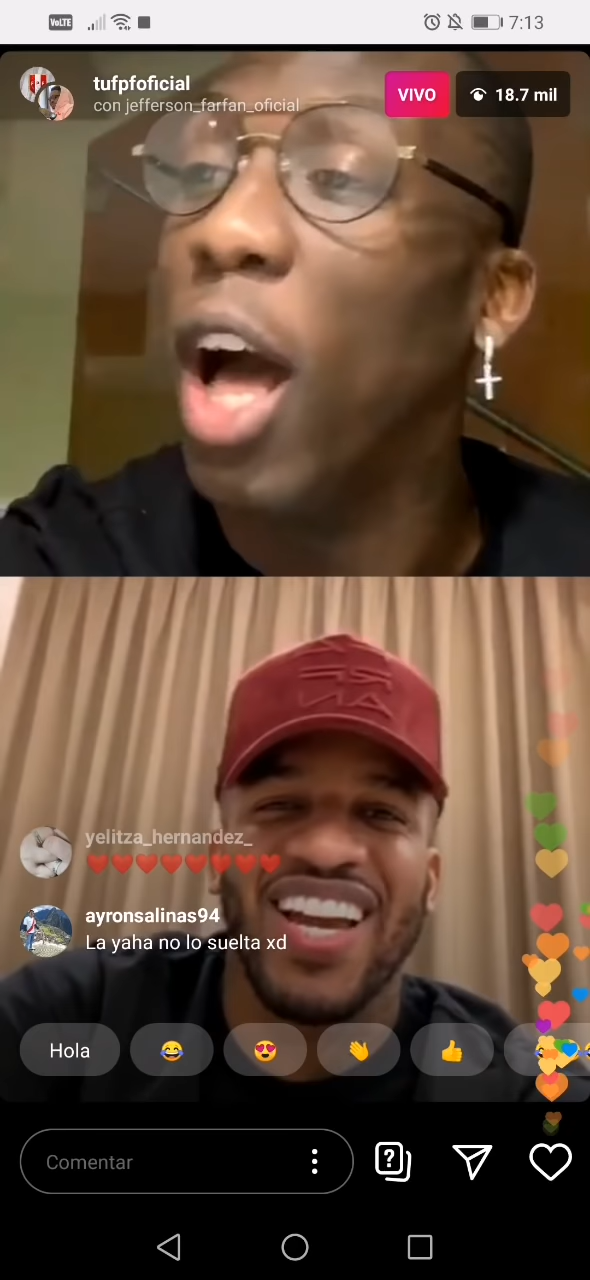 VoLTE
7:13
tufpfoficial
con jefferson_farfan_oficial
VIVO
18.7 mil
yelitza_hernandez_
ayronsalinas94
La yaha no lo suelta xd
Hola
Comentar